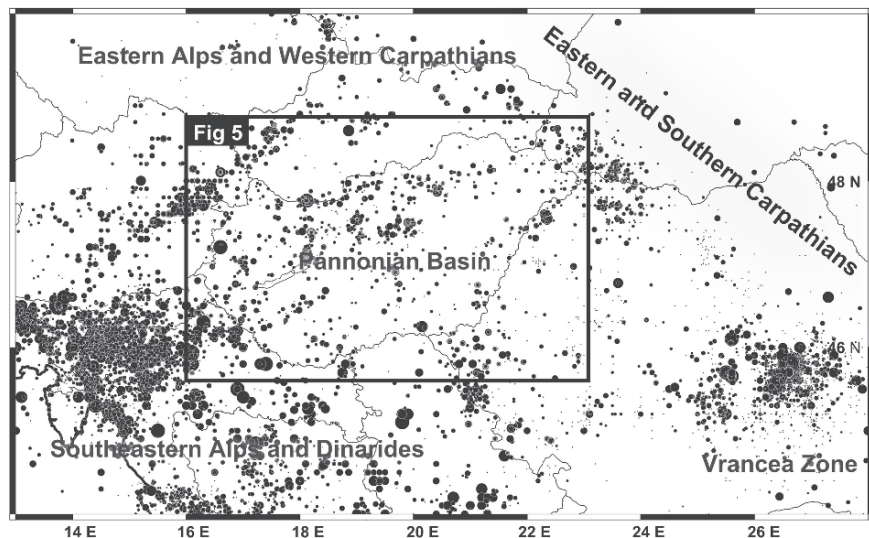 Eastern Alps and Western Carpathians
Eastern and Southern Carpathians
Fig 5
48 N
Pannonian Basin
46 N
Southeastern Alps and Dinarides
Vrancea Zone
14 E 16 E 18 E 20 E 22 E 24 E 26 E